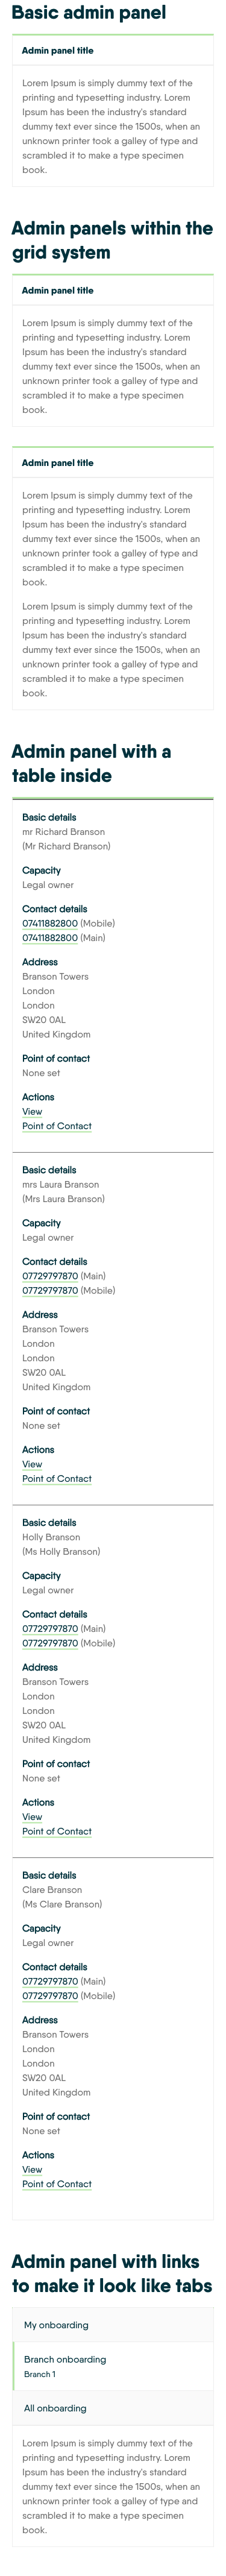 Basic admin panel
Admin panel title
Lorem Ipsum is simply dummy text of the
printing and typesetting industry. Lorem
Ipsum has been the industry's standard
dummy text ever since the 1500s, when an
unknown printer took a galley of type and
scrambled it to make a type specimen
book.
Admin panels within the
grid system
Admin panel title
Lorem Ipsum is simply dummy text of the
printing and typesetting industry. Lorem
Ipsum has been the industry's standard
dummy text ever since the 1500s, when an
unknown printer took a galley of type and
scrambled it to make a type specimen
book.
Admin panel title
Lorem Ipsum is simply dummy text of the
printing and typesetting industry. Lorem
Ipsum has been the industry's standard
dummy text ever since the 1500s, when an
unknown printer took a galley of type and
scrambled it to make a type specimen
book.
Lorem Ipsum is simply dummy text of the
printing and typesetting industry. Lorem
Ipsum has been the industry's standard
dummy text ever since the 1500s, when an
unknown printer took a galley of type and
scrambled it to make a type specimen
book.
Admin panel with a
table inside
Basic details
mr Richard Branson
(Mr Richard Branson)
Capacity
Legal owner
Contact details
07411882800 (Mobile)
07411882800 (Main)
Address
Branson Towers
London
London
SW20 0AL
United Kingdom
Point of contact
None set
Actions
View
Point of Contact
Basic details
mrs Laura Branson
(Mrs Laura Branson)
Capacity
Legal owner
Contact details
07729797870 (Main)
07729797870 (Mobile)
Address
Branson Towers
London
London
SW20 0AL
United Kingdom
Point of contact
None set
Actions
View
Point of Contact
Basic details
Holly Branson
(Ms Holly Branson)
Capacity
Legal owner
Contact details
07729797870 (Main)
07729797870 (Mobile)
Address
Branson Towers
London
London
SW20 0AL
United Kingdom
Point of contact
None set
Actions
View
Point of Contact
Basic details
Clare Branson
(Ms Clare Branson)
Capacity
Legal owner
Contact details
07729797870 (Main)
07729797870 (Mobile)
Address
Branson Towers
London
London
SW20 0AL
United Kingdom
Point of contact
None set
Actions
View
Point of Contact
Admin panel with links
to make it look like tabs
My onboarding
Branch onboarding
Branch 1
All onboarding
Lorem Ipsum is simply dummy text of the
printing and typesetting industry. Lorem
Ipsum has been the industry's standard
dummy text ever since the 1500s, when an
unknown printer took a galley of type and
scrambled it to make a type specimen
book.